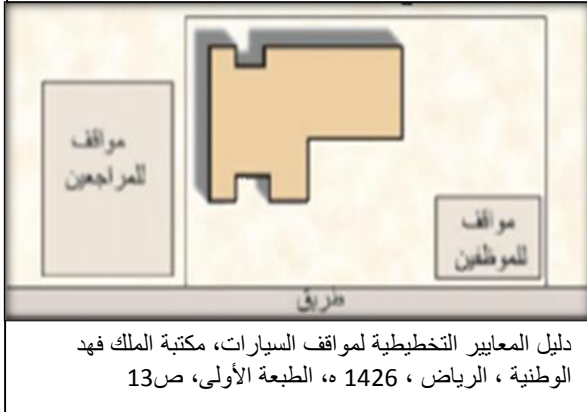 مواقف
للمراجعين
مواقف
للموظفين
طريق
دليل المعايير التخطيطية لمواقف السيارات، مكتبة الملك فهد
الوطنية ، الرياض ، 1426 ه، الطبعة الأولى، ص13